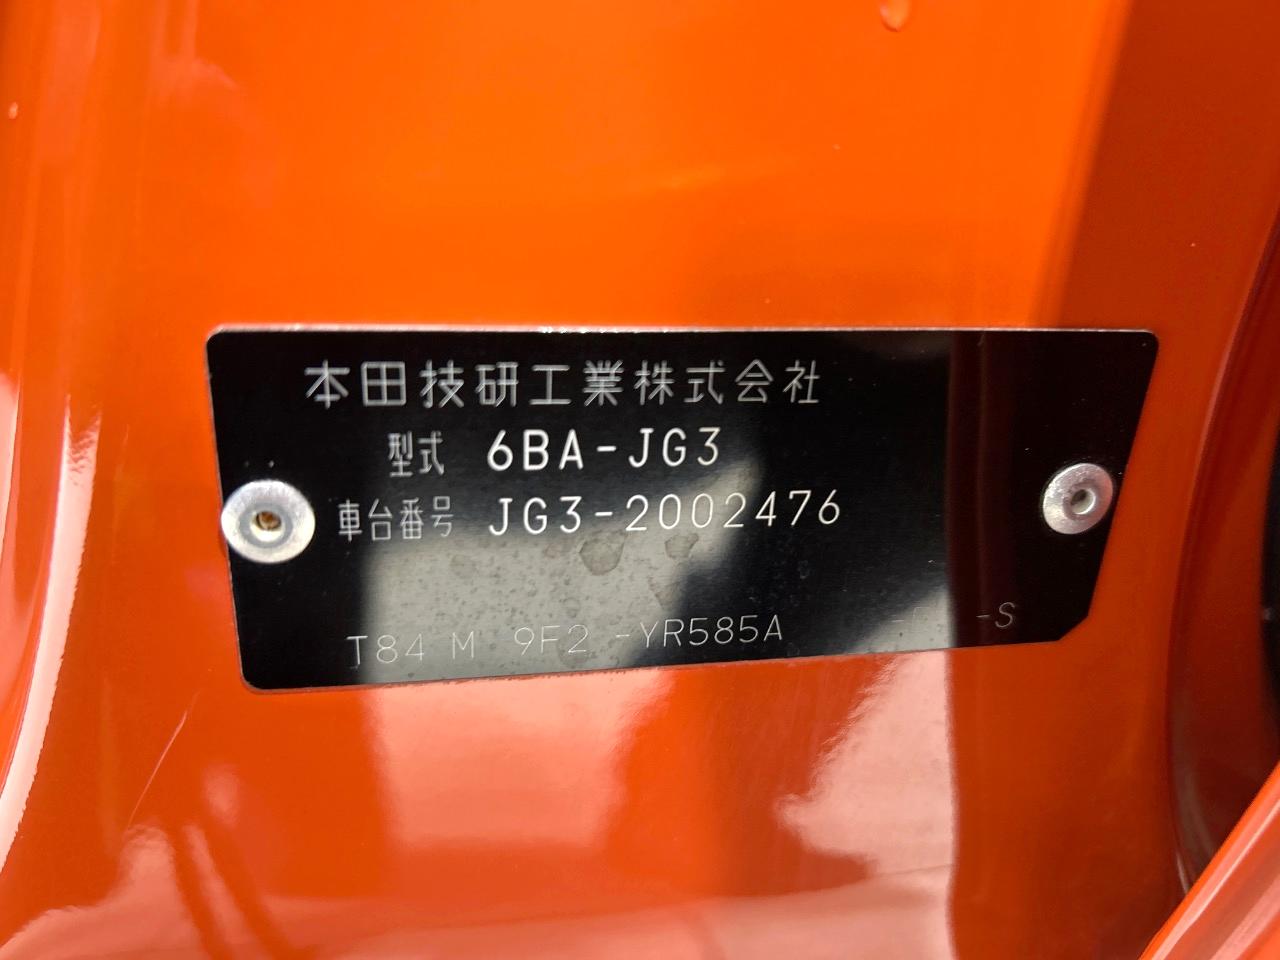 本田技研工業株式会社
型式 6BA-JG3
車台番号 JG3-2002476
T84 M 9F2 -YR585A -S